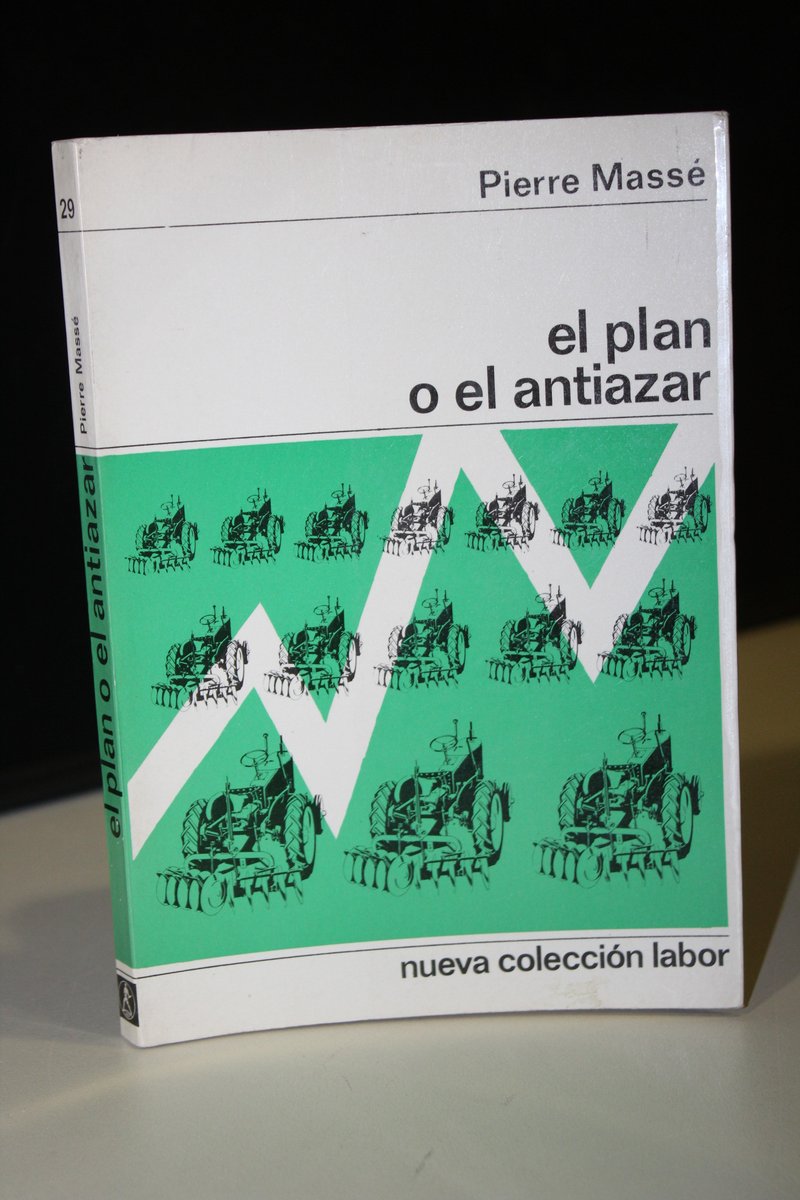 Pierre Massé
el plan
o el antiazar
nueva colección labor
29
Pierre Massé
el plan o el antiazar